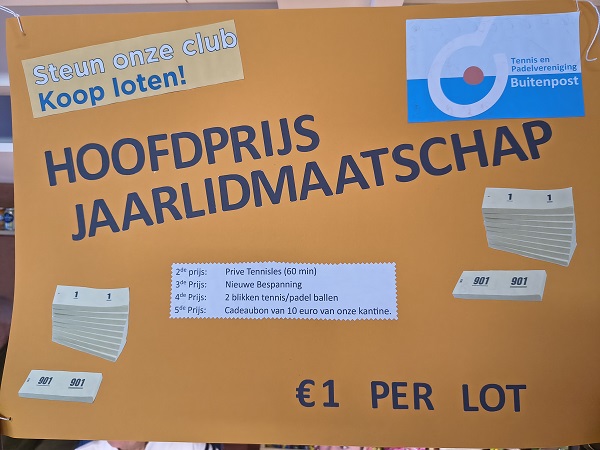 Steun onze club
Koop loten!
Tennis en
Padelvereniging
Buitenpost
HOOFDPRIJS
JAARLIDMAATSCHAP
1 1
901 901
2de prijs: Prive Tennisles (60 min)
3de Prijs: Nieuwe Bespanning
4de Prijs: 2 blikken tennis/padel ballen
5de Prijs: Cadeaubon van 10 euro van onze kantine.
1 1
901 901
€1 PER LOT